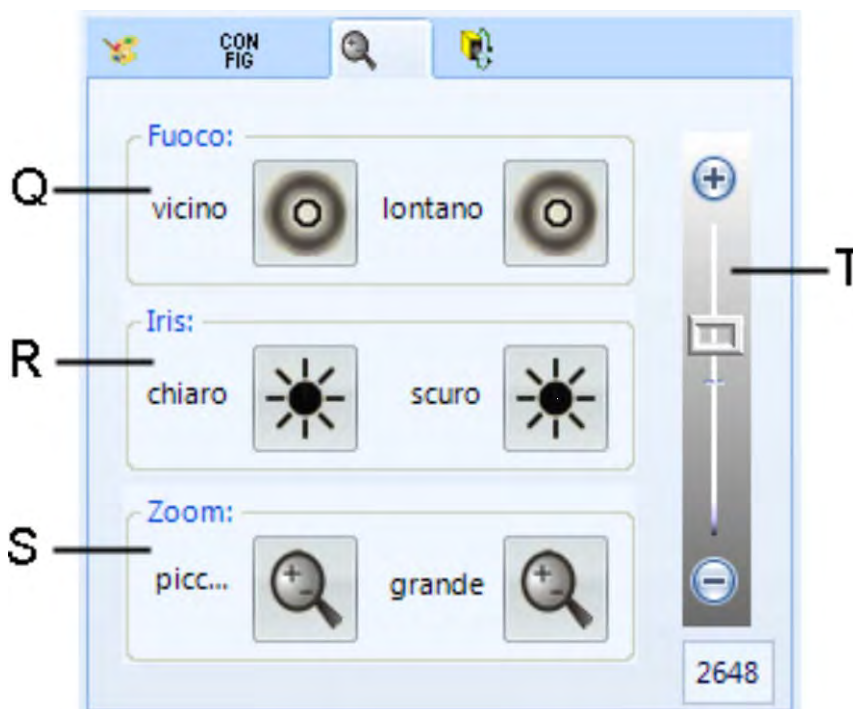 CON
FIG
Fuoco:
Q
vicino
lontano
T
Iris:
R
chiaro
scuro
Zoom:
S
picc...
grande
2648